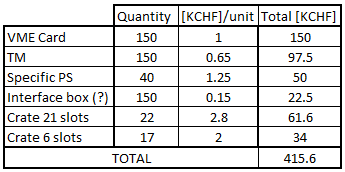 Quantity [KCHF]/unit Total [KCHF]
VME Card 150 1 150
TM 150 0.65 97.5
Specific PS 40 1.25 50
Interface box (?) 150 0.15 22.5
Crate 21 slots 22 2.8 61.6
Crate 6 slots 17 2 34
TOTAL 415.6